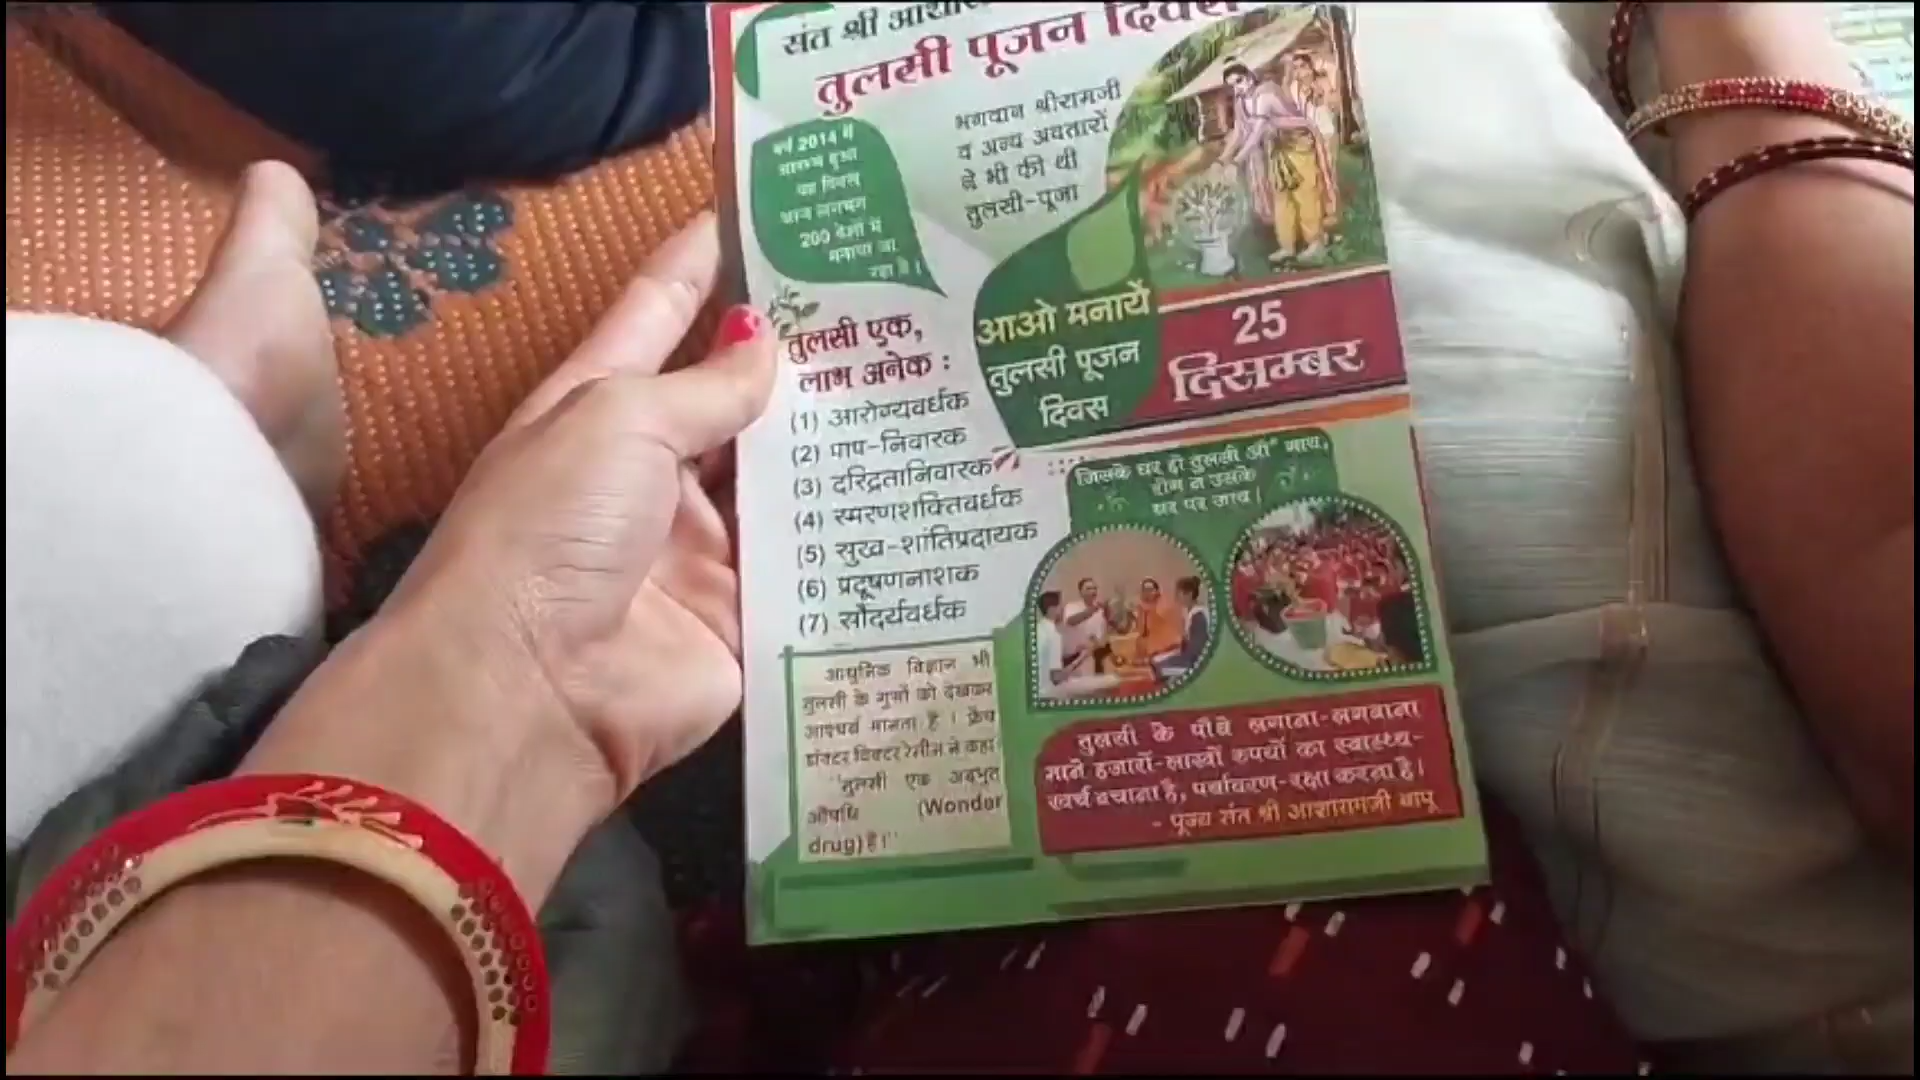 संत श्री
तुलसी पूजन दिवस
वर्ष 2014 में
प्रारम्भ हुआ
यह दिवस
आज लगभग
200 देशों में
मनाया जा
रहा है।
भगवान श्रीरामजी
व अन्य अवतारों
ने भी की थी
तुलसी-पूजा
आओ मनायें
तुलसी पूजन
दिवस
25
दिसम्बर
तुलसी एक,
लाभ अनेक :
(1) आरोग्यवर्धक
(2) पाप-निवारक
(3) दरिद्रतानिवारक
(4) स्मरणशक्तिवर्धक
(5) सुख-शांतिप्रदायक
(6) प्रदूषणनाशक
(7) सौंदर्यवर्धक
जिसके घर हो तुलसी औ' गाय,
रोग न उसके
घर पर जाय।
आधुनिक विज्ञान भी
तुलसी के गुणों को देखकर
आश्चर्य मानता है । फ्रेंच
डॉक्टर विक्टर रेसीन ने कहा
"तुलसी एक अद्भुत
औषधि (Wonder
drug) है।"
तुलसी के पौधे लगाना-लगवाना
माने हजारों-लाखों रुपयों का स्वास्थ्य-
खर्च बचाना है, पर्यावरण-रक्षा करना है।
- पूज्य संत श्री आशारामजी बापू